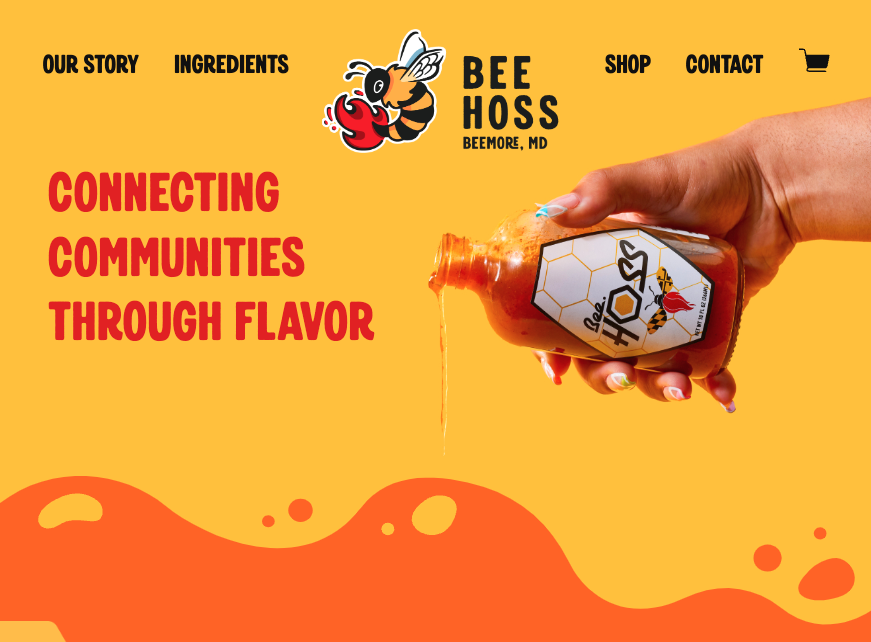 OUR STORY
INGREDIENTS
BEE
HOSS
BEEMORE, MD
SHOP
CONTACT
CONNECTING
COMMUNITIES
THROUGH FLAVOR
Bee.
HOSS